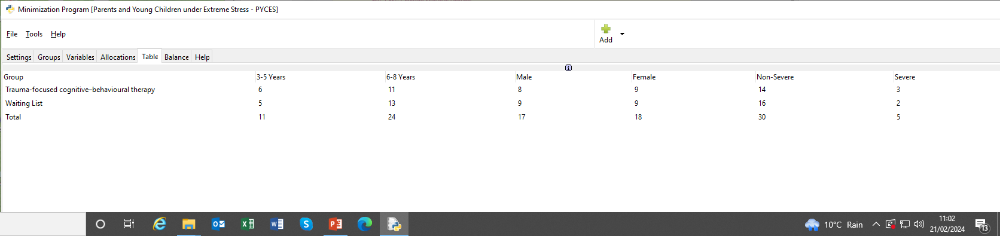 Minimization Program [Parents and Young Children under Extreme Stress - PYCES]
File Tools Help
Add
Settings Groups Variables Allocations Table Balance Help
Group 3-5 Years 6-8 Years Male Female Non-Severe Severe
Trauma-focused cognitive–behavioural therapy 6 11 8 9 14 3
Waiting List 5 13 9 9 16 2
Total 11 24 17 18 30 5
10°C Rain 11:02
21/02/2024 13